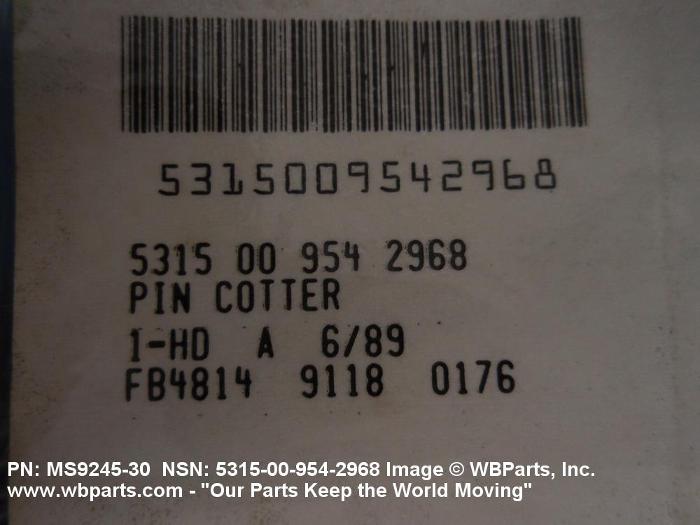 5315009542968
5315 00 954 2968
PIN COTTER
1-HD A 6/89
FB4814 9118 0176
PN: MS9245-30 NSN: 5315-00-954-2968 Image © WBParts, Inc.
www.wbparts.com - "Our Parts Keep the World Moving"